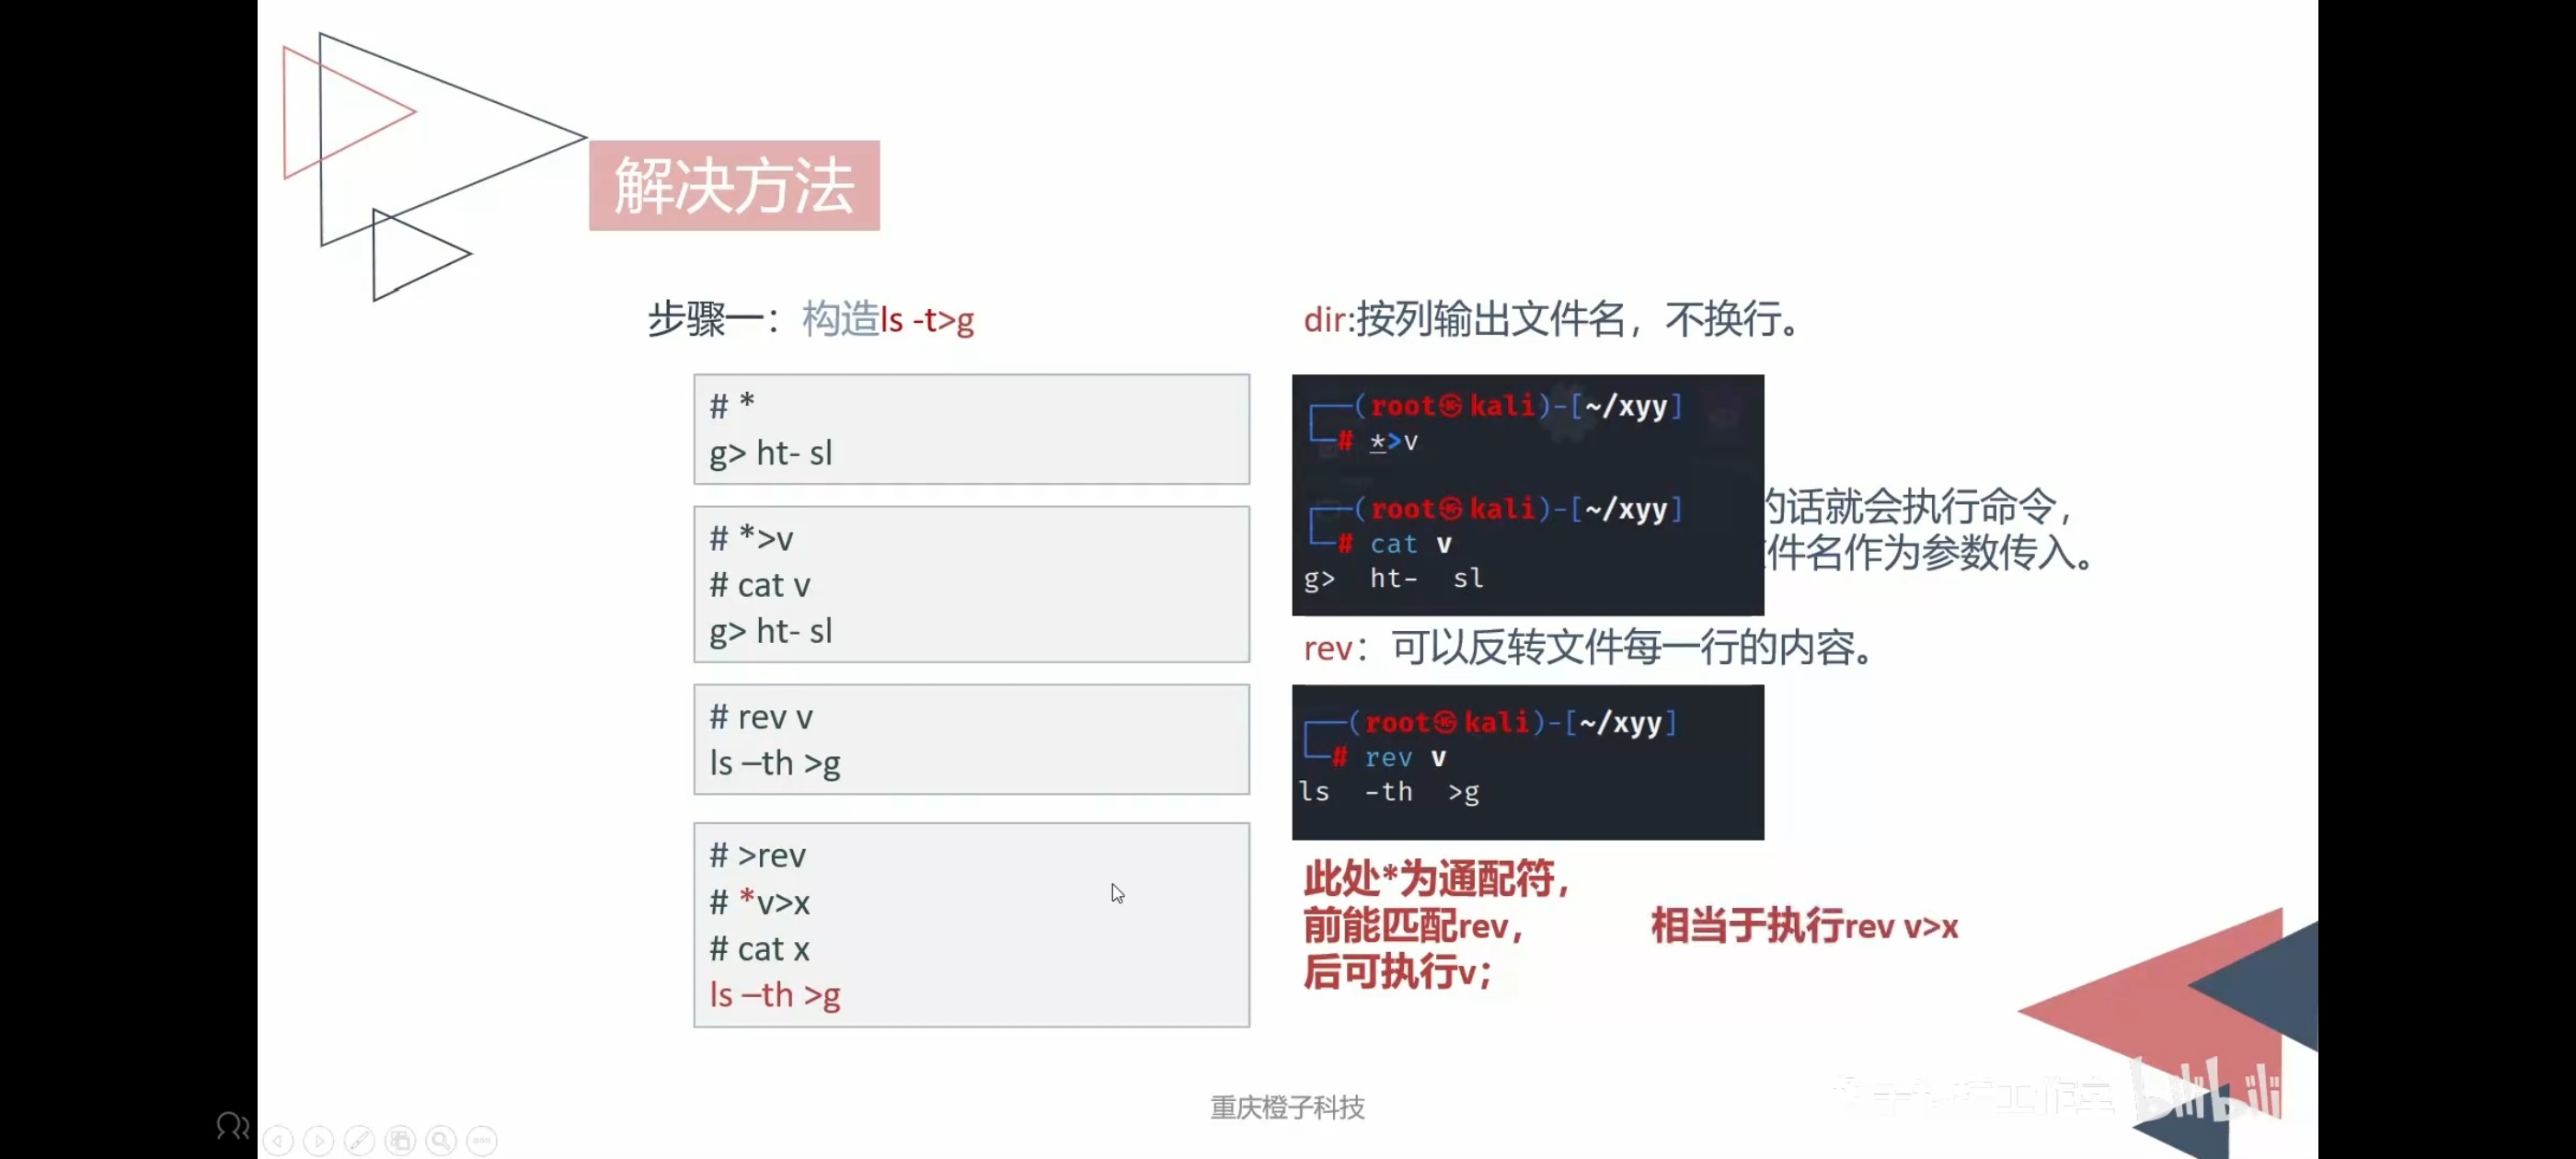 解决方法
步骤一：构造ls -t>g
# *
g> ht- sl
# *>v
# cat v
g> ht- sl
# rev v
ls –th >g
# >rev
# *v>x
# cat x
ls –th >g
dir:按列输出文件名，不换行。
(root㉿kali)-[~/xyy]
# *>v
(root㉿kali)-[~/xyy]
# cat v
g> ht- sl
的话就会执行命令，
件名作为参数传入。
rev：可以反转文件每一行的内容。
(root㉿kali)-[~/xyy]
# rev v
ls -th >g
此处*为通配符，
前能匹配rev，
后可执行v；
相当于执行rev v>x
重庆橙子科技
工作室
bilibili